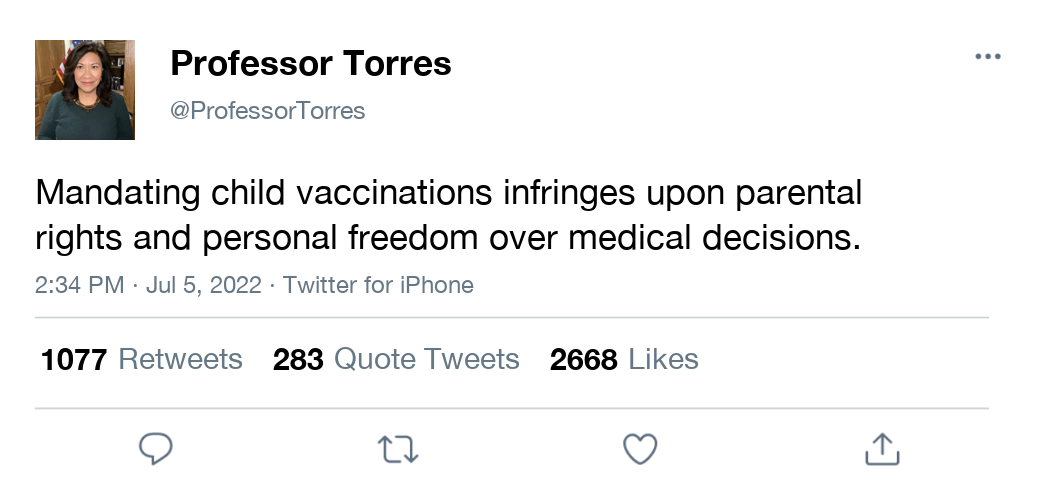 Professor Torres
@ProfessorTorres
Mandating child vaccinations infringes upon parental
rights and personal freedom over medical decisions.
2:34 PM · Jul 5, 2022 · Twitter for iPhone
1077 Retweets 283 Quote Tweets 2668 Likes